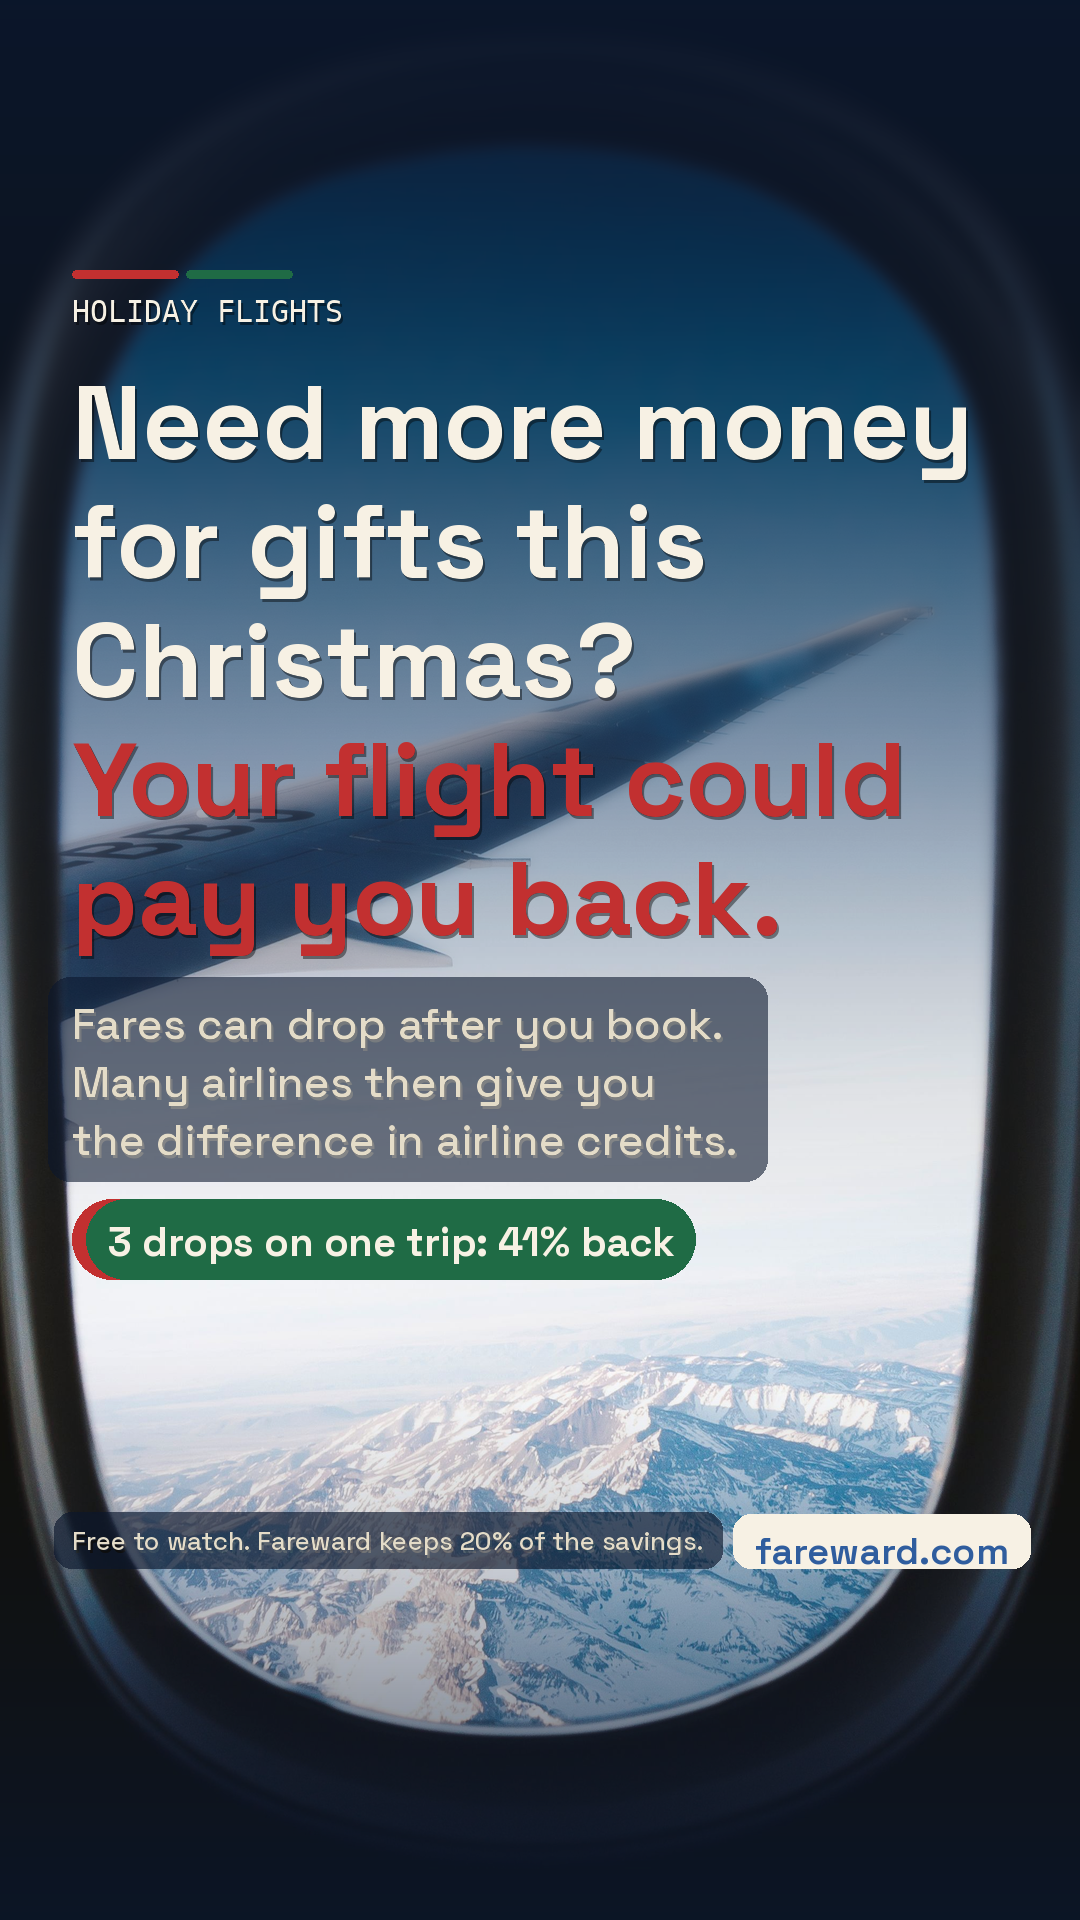 HOLIDAY FLIGHTS
Need more money
for gifts this
Christmas?
Your flight could
pay you back.
Fares can drop after you book.
Many airlines then give you
the difference in airline credits.
3 drops on one trip: 41% back
Free to watch. Fareward keeps 20% of the savings.
fareward.com